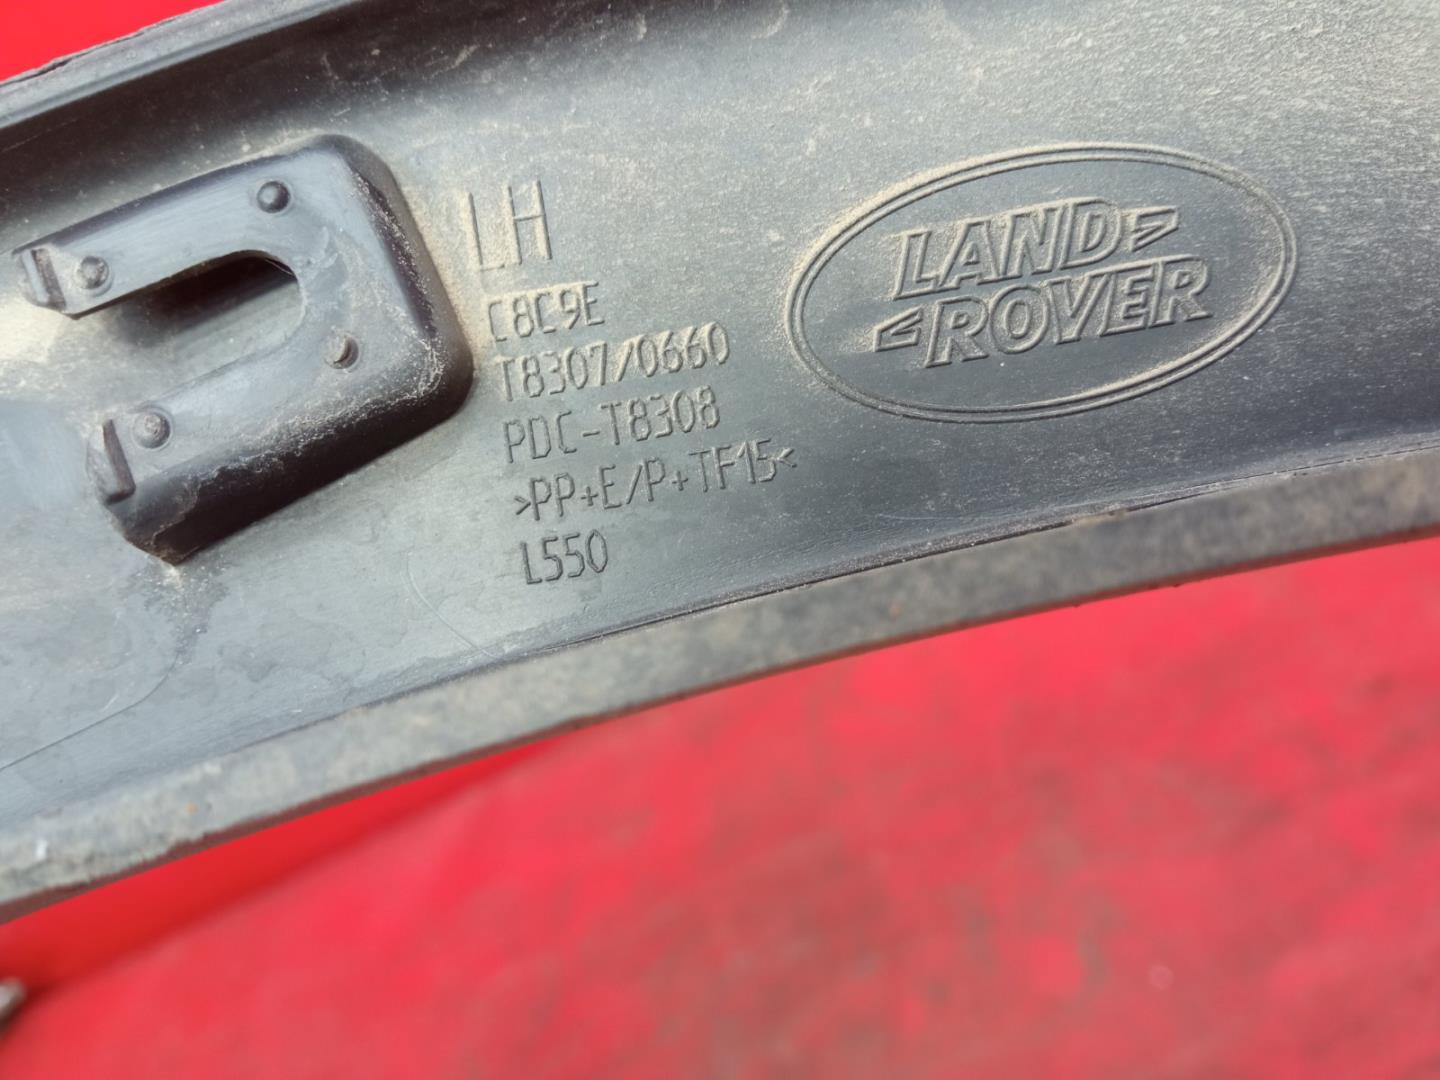 LH
C8C9E
T8307/0660
PDC-T8308
>PP+E/P+TF15<
L550
LAND
ROVER